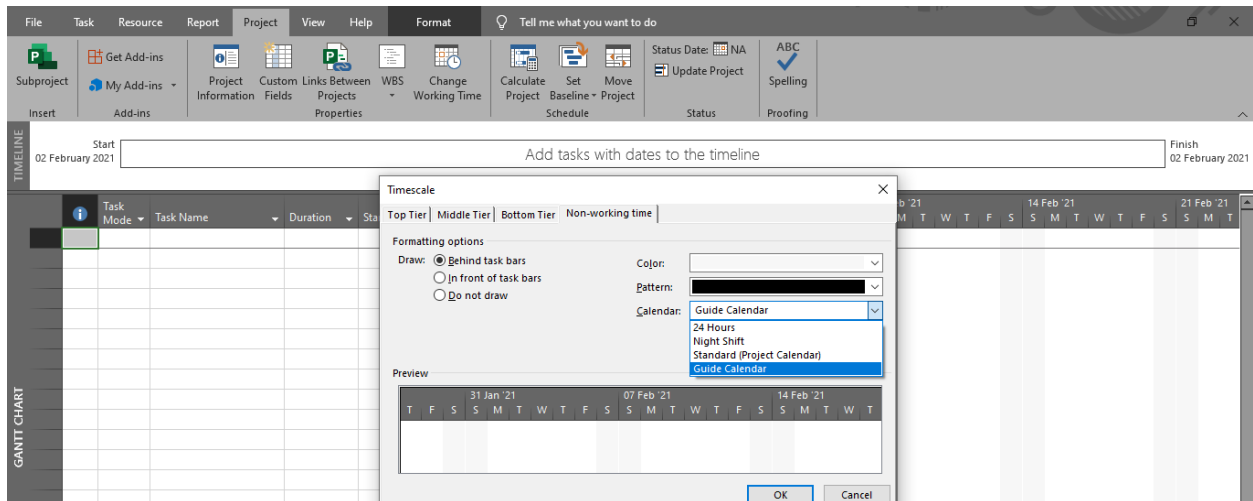 File Task Resource Report Project View Help Format Tell me what you want to do
Subproject
Insert
Get Add-ins
My Add-ins
Add-ins
Project Information
Custom Fields
Links Between Projects
WBS
Change Working Time
Properties
Calculate Project
Set Baseline
Move Project
Schedule
Status Date: NA
Update Project
Status
ABC
Spelling
Proofing
TIMELINE
Start
02 February 2021
Add tasks with dates to the timeline
Finish
02 February 2021
Task Mode
Task Name
Duration
Sta
b '21 14 Feb '21 21 Feb '21
M T W T F S S M T W T F S S M T
GANTT CHART
Timescale
Top Tier Middle Tier Bottom Tier Non-working time
Formatting options
Draw:
Behind task bars
In front of task bars
Do not draw
Color:
Pattern:
Calendar: Guide Calendar
24 Hours
Night Shift
Standard (Project Calendar)
Guide Calendar
Preview
31 Jan '21 07 Feb '21 14 Feb '21
T F S S M T W T F S S M T W T F S S M T W T
OK Cancel